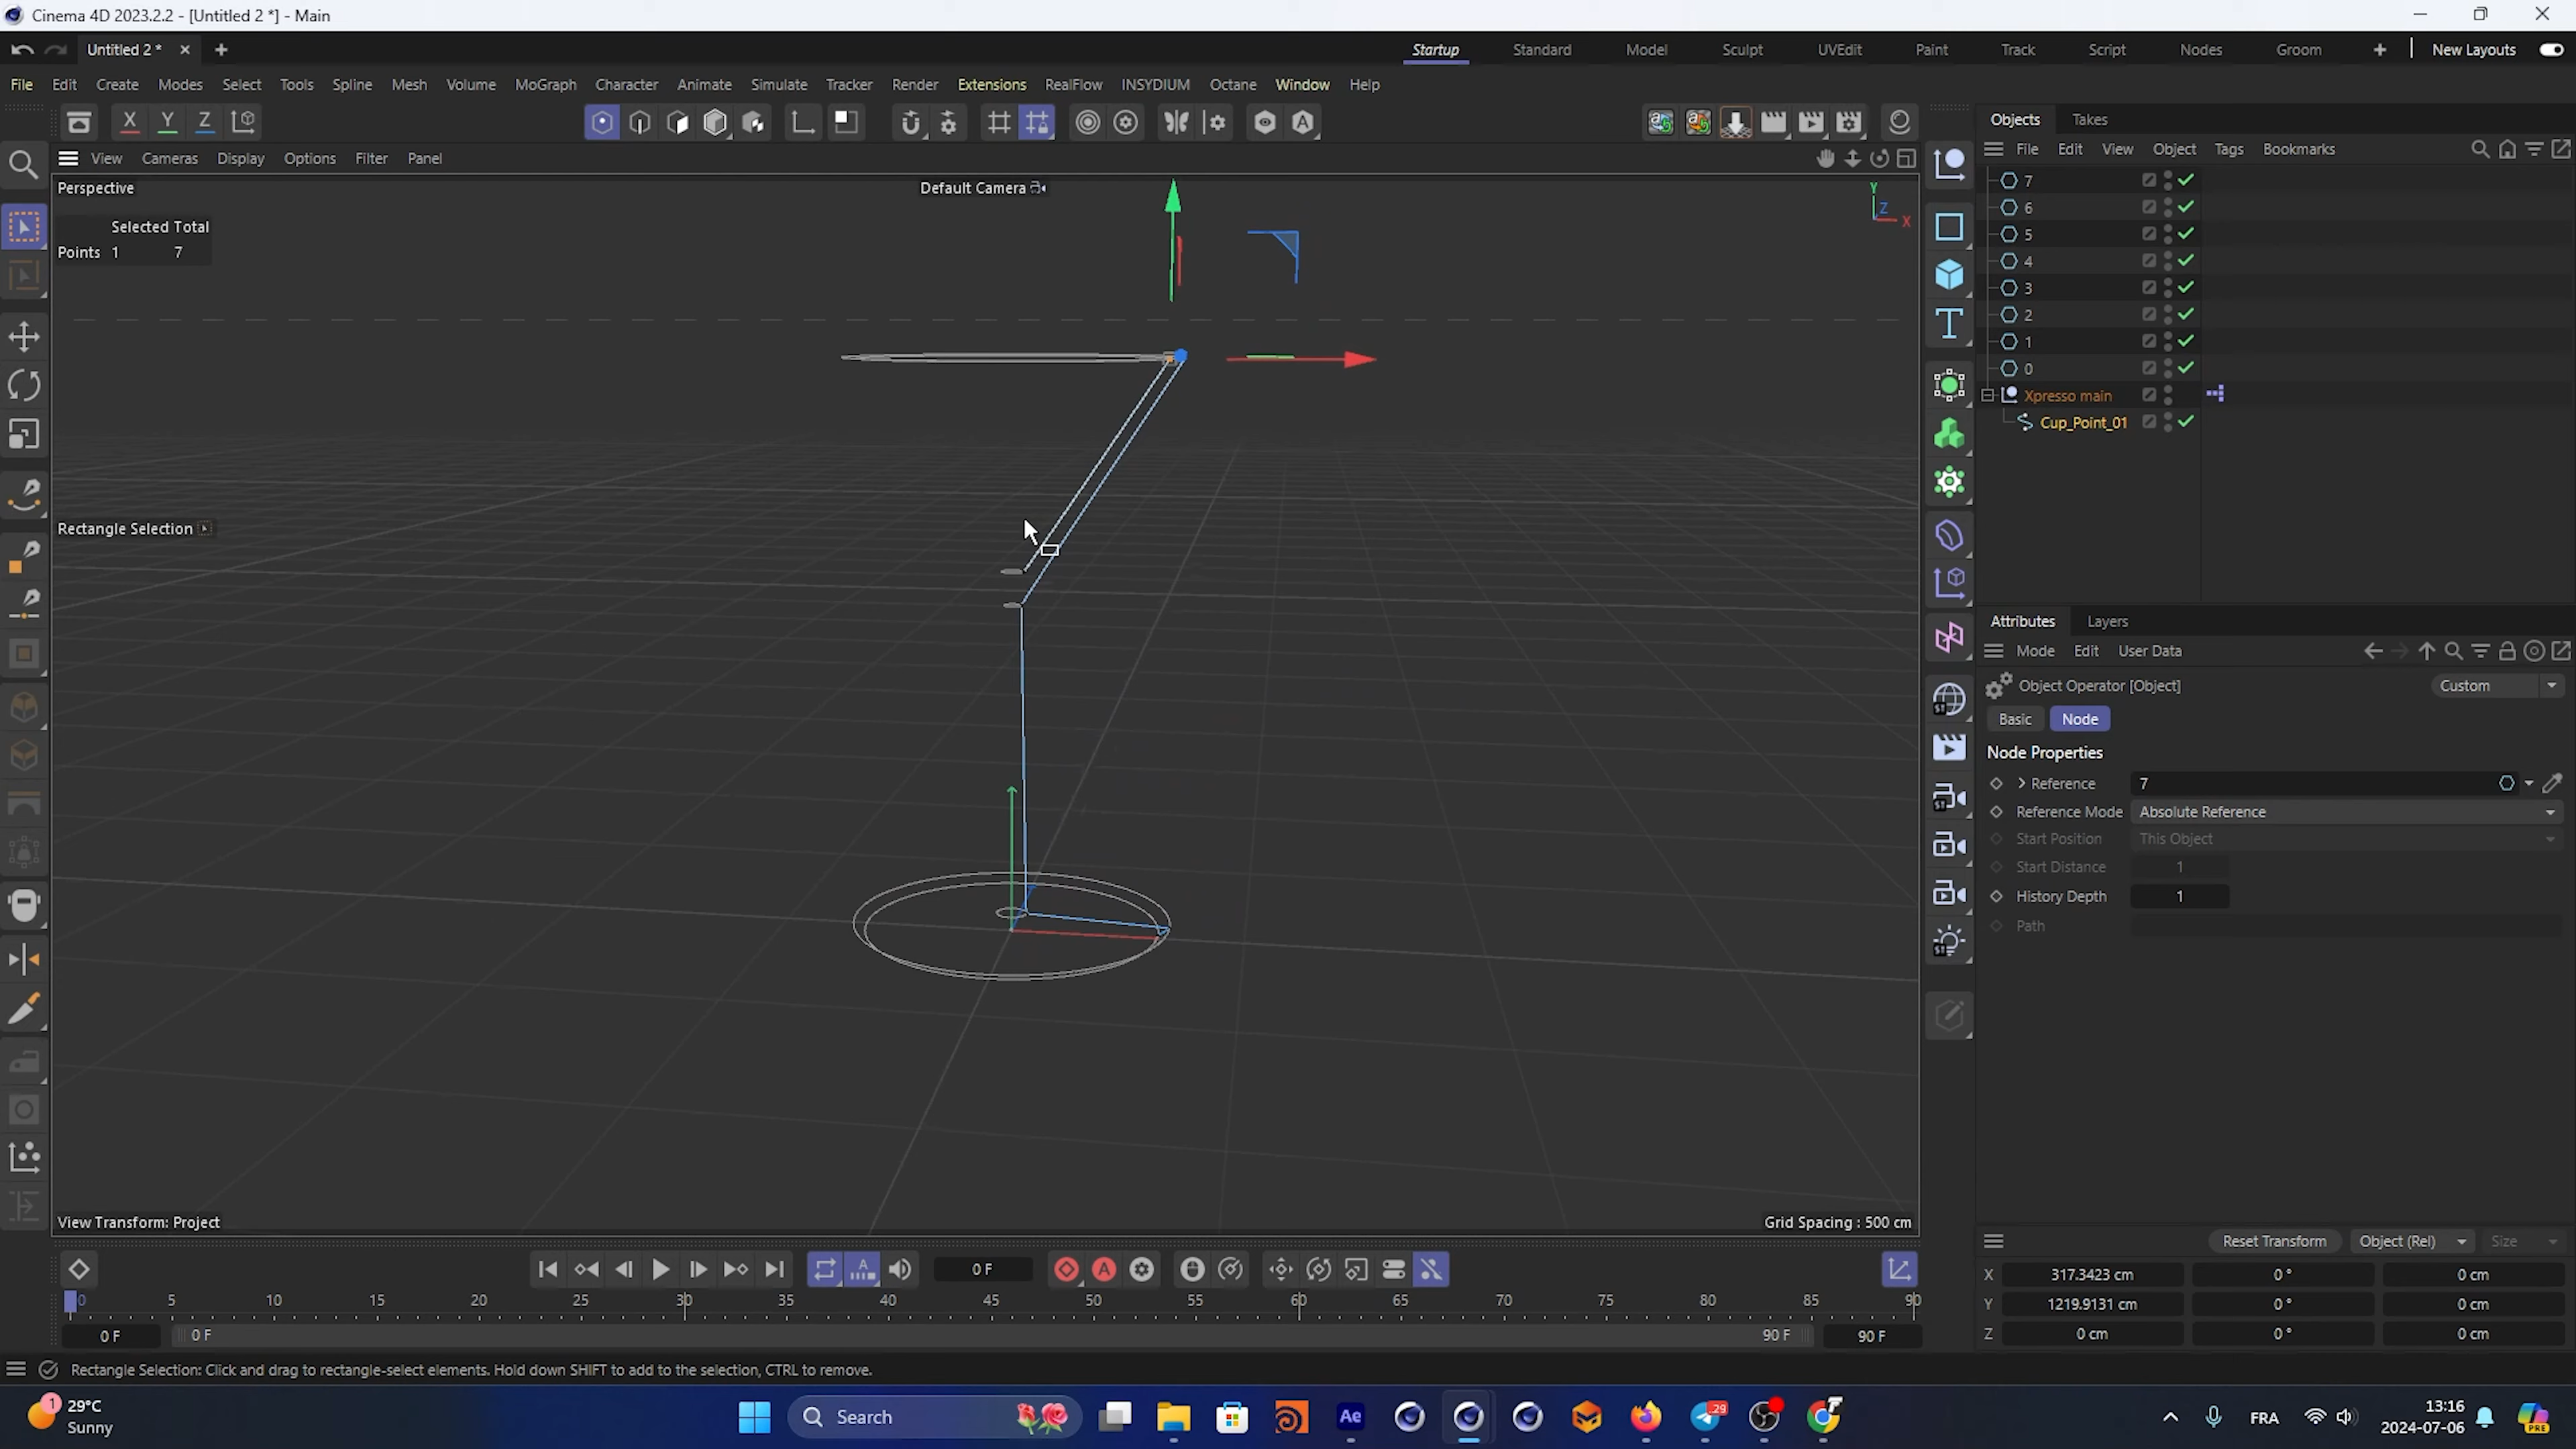 Cinema 4D 2023.2.2 - [Untitled 2 *] - Main
Untitled 2 *
Startup Standard Model Sculpt UVEdit Paint Track Script Nodes Groom New Layouts
File Edit Create Modes Select Tools Spline Mesh Volume MoGraph Character Animate Simulate Tracker Render Extensions RealFlow INSYDIUM Octane Window Help
X Y Z
Objects Takes
View Cameras Display Options Filter Panel
File Edit View Object Tags Bookmarks
Perspective
Default Camera
Y
Z
X
Selected Total
Points 1 7
7
6
5
4
3
2
1
0
Xpresso main
Cup_Point_01
Rectangle Selection
Attributes Layers
Mode Edit User Data
Object Operator [Object]
Custom
Basic Node
Node Properties
Reference 7
Reference Mode Absolute Reference
Start Position This Object
Start Distance 1
History Depth 1
Path
View Transform: Project
Grid Spacing : 500 cm
Reset Transform Object (Rel) Size
0 F
X 317.3423 cm 0 ° 0 cm
Y 1219.9131 cm 0 ° 0 cm
Z 0 cm 0 ° 0 cm
0 5 10 15 20 25 30 35 40 45 50 55 60 65 70 75 80 85 90
0 F 0 F 90 F 90 F
Rectangle Selection: Click and drag to rectangle-select elements. Hold down SHIFT to add to the selection, CTRL to remove.
1
29°C
Sunny
Search
Ae
29
FRA
13:16
2024-07-06
PRE